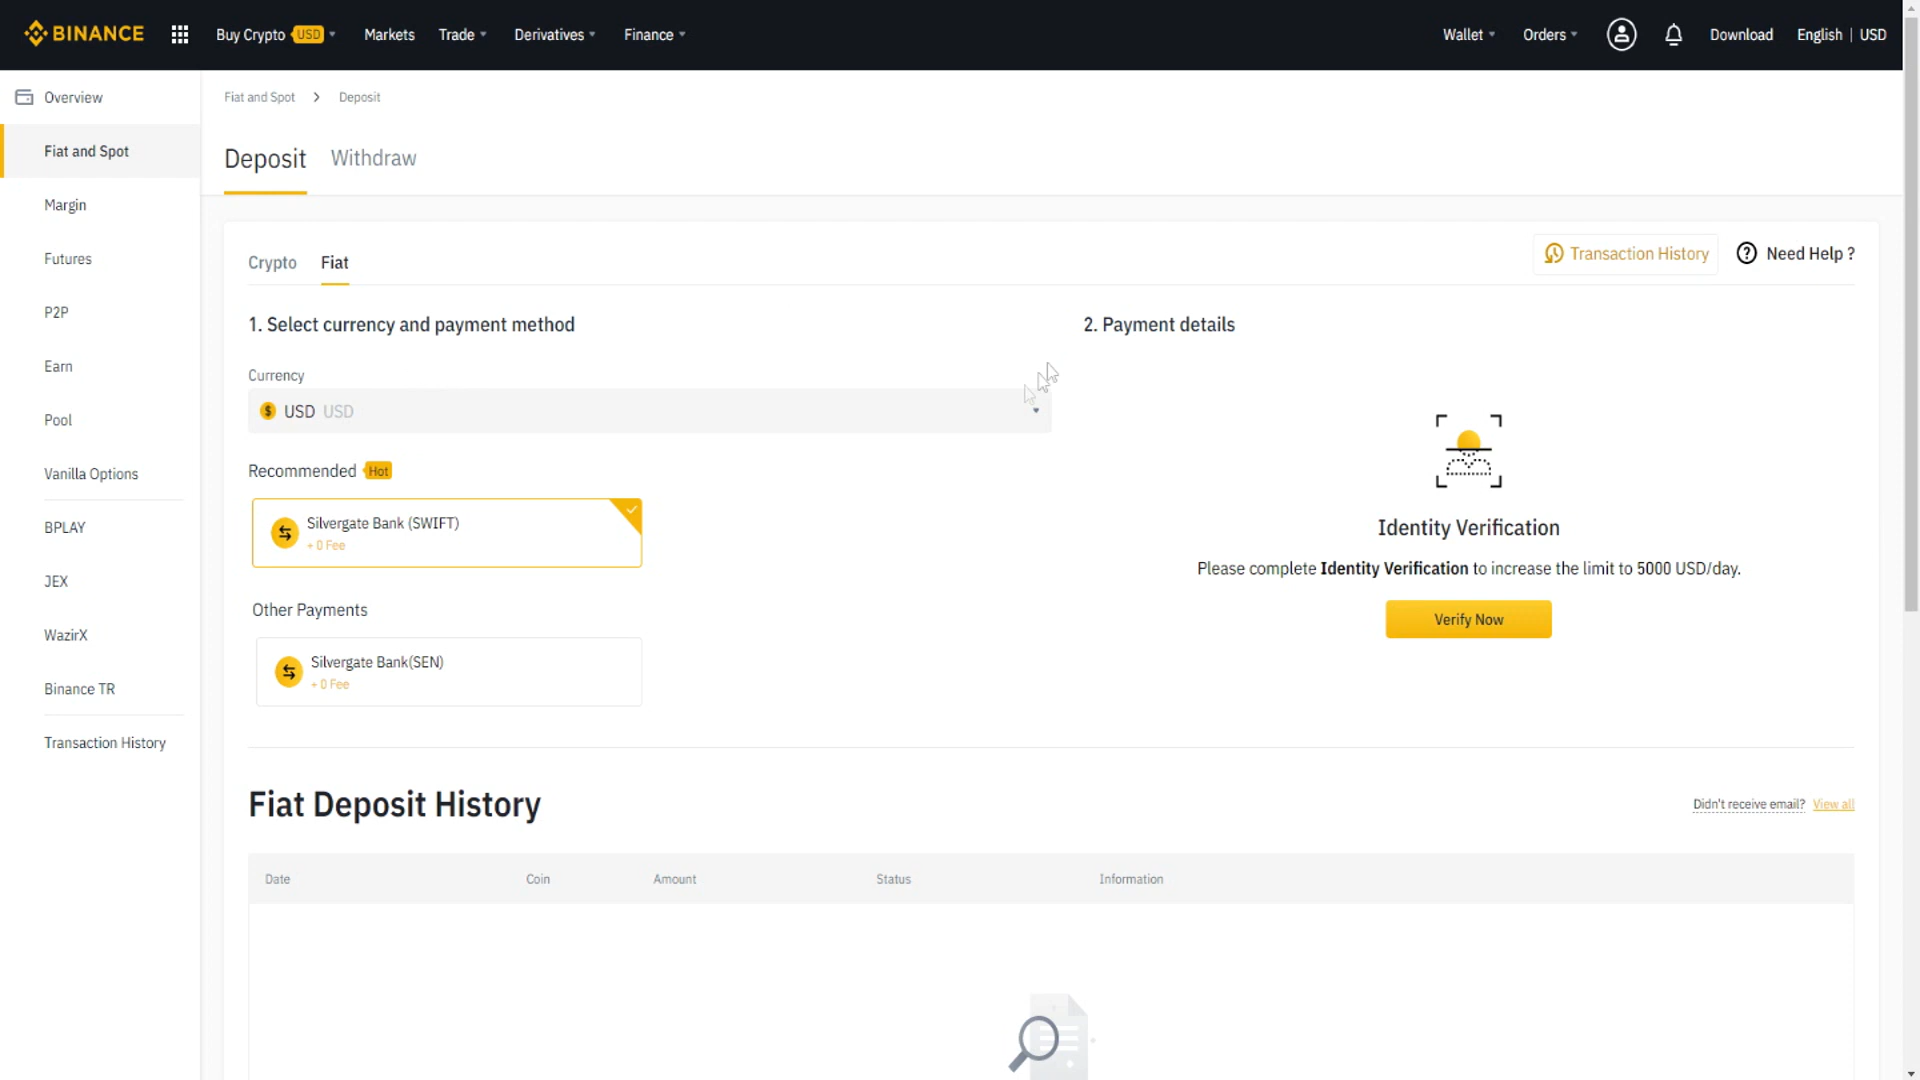 BINANCE
Buy Crypto USD
Markets
Trade
Derivatives
Finance
Wallet
Orders
Download
English | USD
Overview
Fiat and Spot
Margin
Futures
P2P
Earn
Pool
Vanilla Options
BPLAY
JEX
WazirX
Binance TR
Transaction History
Fiat and Spot > Deposit
Deposit
Withdraw
Crypto
Fiat
Transaction History
Need Help ?
1. Select currency and payment method
Currency
USD USD
Recommended Hot
Silvergate Bank (SWIFT)
+ 0 Fee
Other Payments
Silvergate Bank(SEN)
+ 0 Fee
2. Payment details
Identity Verification
Please complete Identity Verification to increase the limit to 5000 USD/day.
Verify Now
Fiat Deposit History
Didn't receive email? View all
Date
Coin
Amount
Status
Information